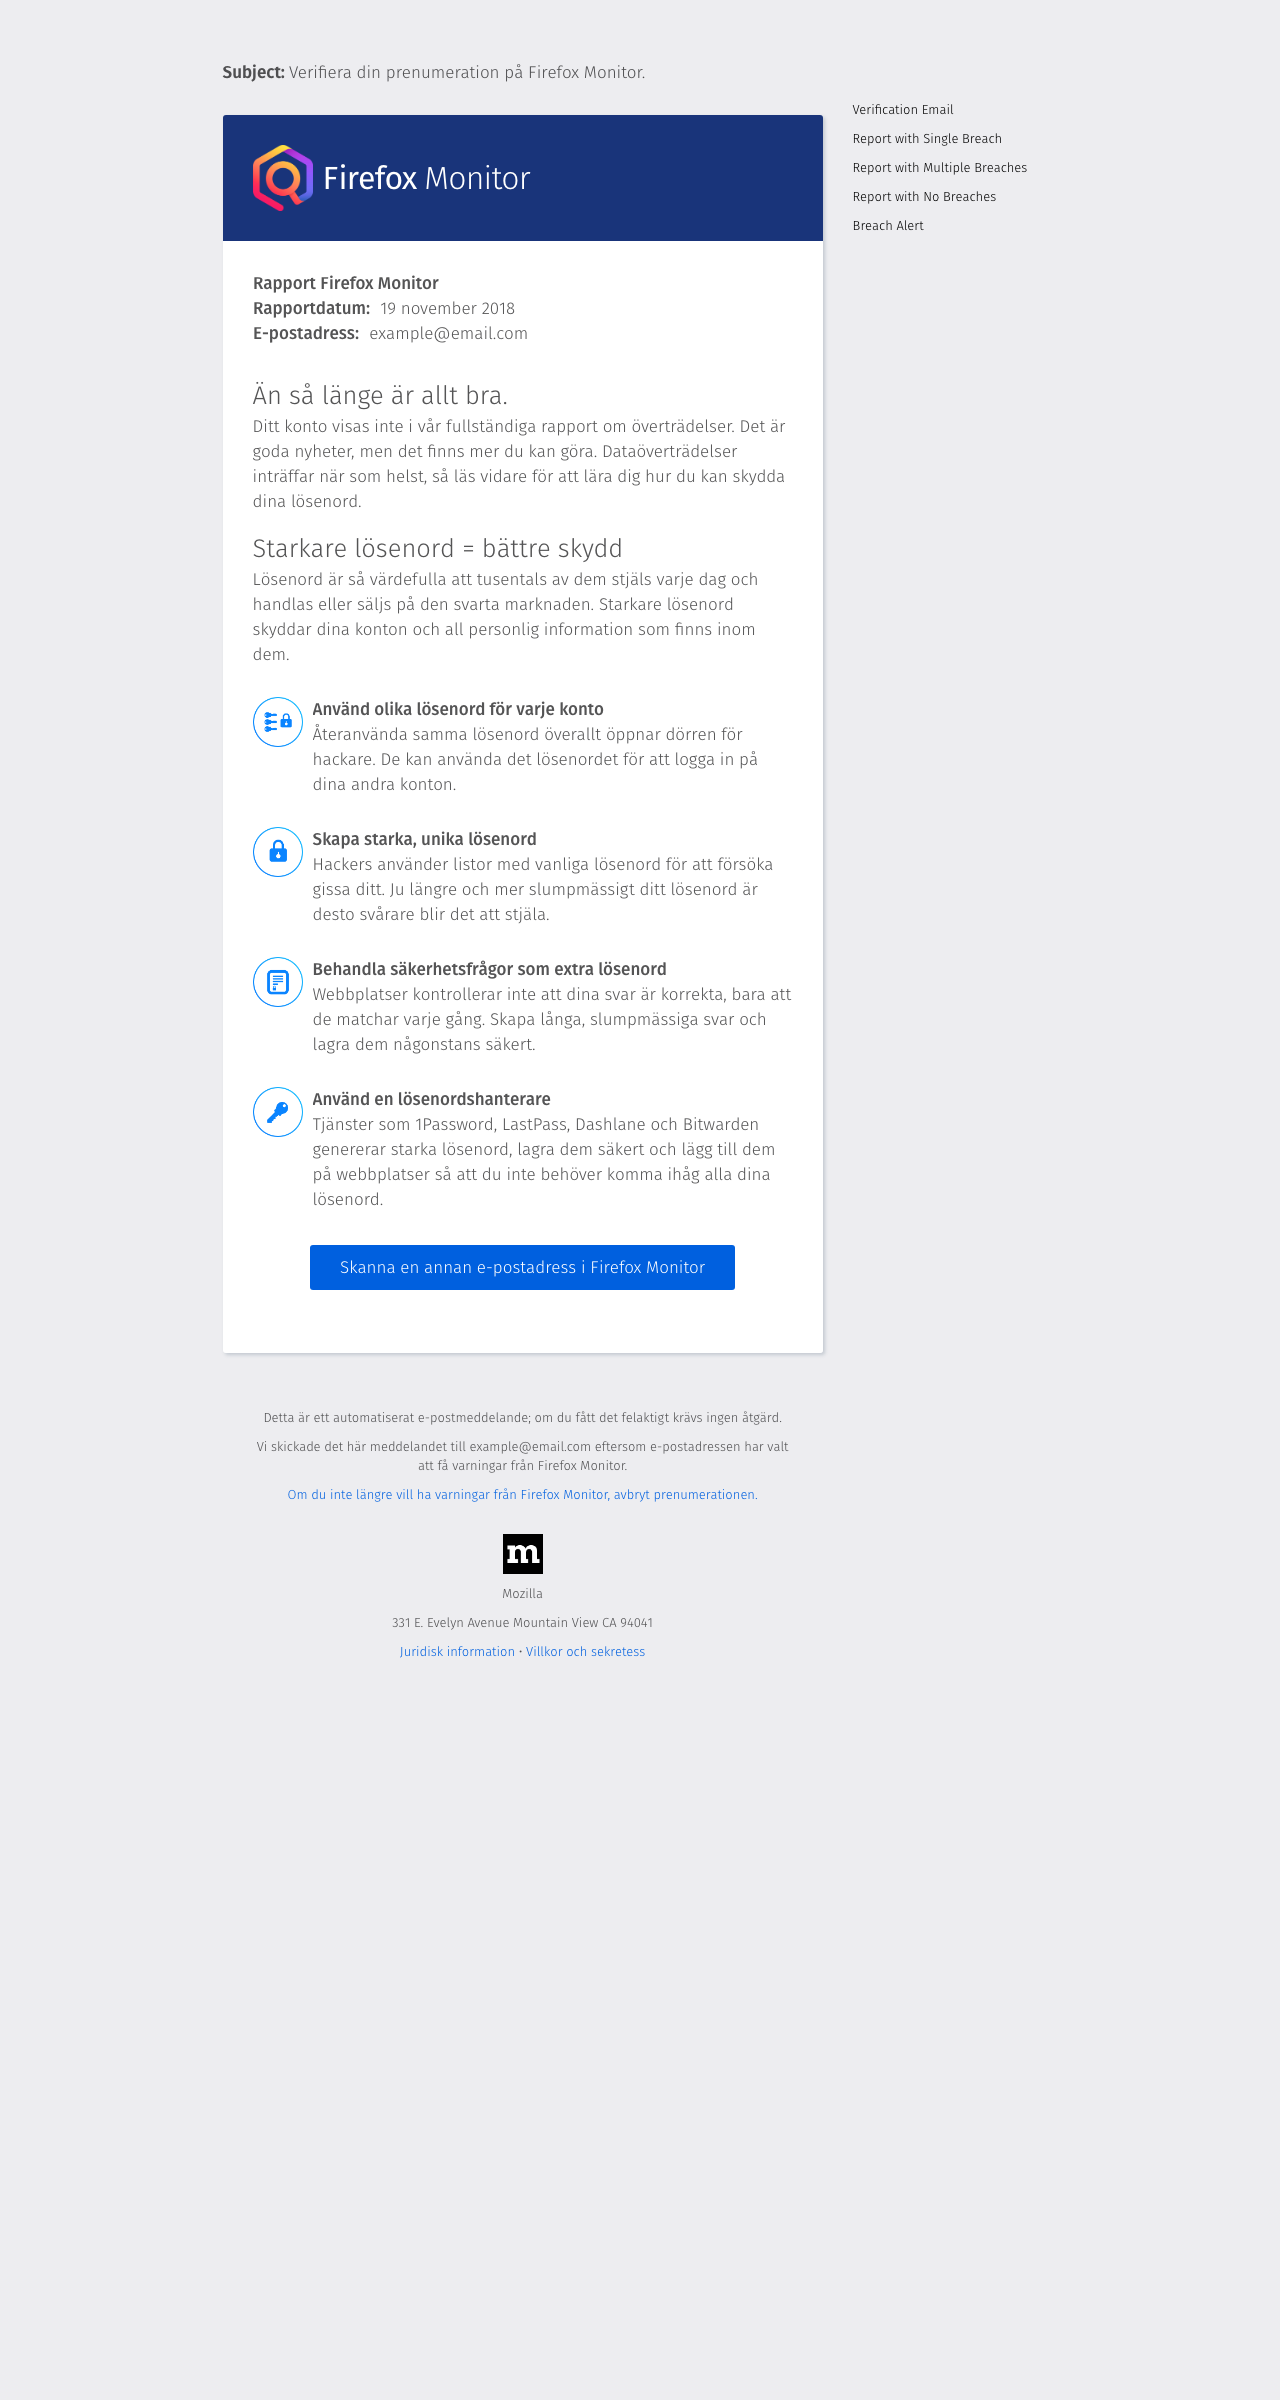 Subject: Verifiera din prenumeration på Firefox Monitor.
Verification Email
Report with Single Breach
Report with Multiple Breaches
Report with No Breaches
Breach Alert
Firefox Monitor
Rapport Firefox Monitor
Rapportdatum: 19 november 2018
E-postadress: example@email.com
Än så länge är allt bra.
Ditt konto visas inte i vår fullständiga rapport om överträdelser. Det är
goda nyheter, men det finns mer du kan göra. Dataöverträdelser
inträffar när som helst, så läs vidare för att lära dig hur du kan skydda
dina lösenord.
Starkare lösenord = bättre skydd
Lösenord är så värdefulla att tusentals av dem stjäls varje dag och
handlas eller säljs på den svarta marknaden. Starkare lösenord
skyddar dina konton och all personlig information som finns inom
dem.
Använd olika lösenord för varje konto
Återanvända samma lösenord överallt öppnar dörren för
hackare. De kan använda det lösenordet för att logga in på
dina andra konton.
Skapa starka, unika lösenord
Hackers använder listor med vanliga lösenord för att försöka
gissa ditt. Ju längre och mer slumpmässigt ditt lösenord är
desto svårare blir det att stjäla.
Behandla säkerhetsfrågor som extra lösenord
Webbplatser kontrollerar inte att dina svar är korrekta, bara att
de matchar varje gång. Skapa långa, slumpmässiga svar och
lagra dem någonstans säkert.
Använd en lösenordshanterare
Tjänster som 1Password, LastPass, Dashlane och Bitwarden
genererar starka lösenord, lagra dem säkert och lägg till dem
på webbplatser så att du inte behöver komma ihåg alla dina
lösenord.
Skanna en annan e-postadress i Firefox Monitor
Detta är ett automatiserat e-postmeddelande; om du fått det felaktigt krävs ingen åtgärd.
Vi skickade det här meddelandet till example@email.com eftersom e-postadressen har valt
att få varningar från Firefox Monitor.
Om du inte längre vill ha varningar från Firefox Monitor, avbryt prenumerationen.
m
Mozilla
331 E. Evelyn Avenue Mountain View CA 94041
Juridisk information • Villkor och sekretess